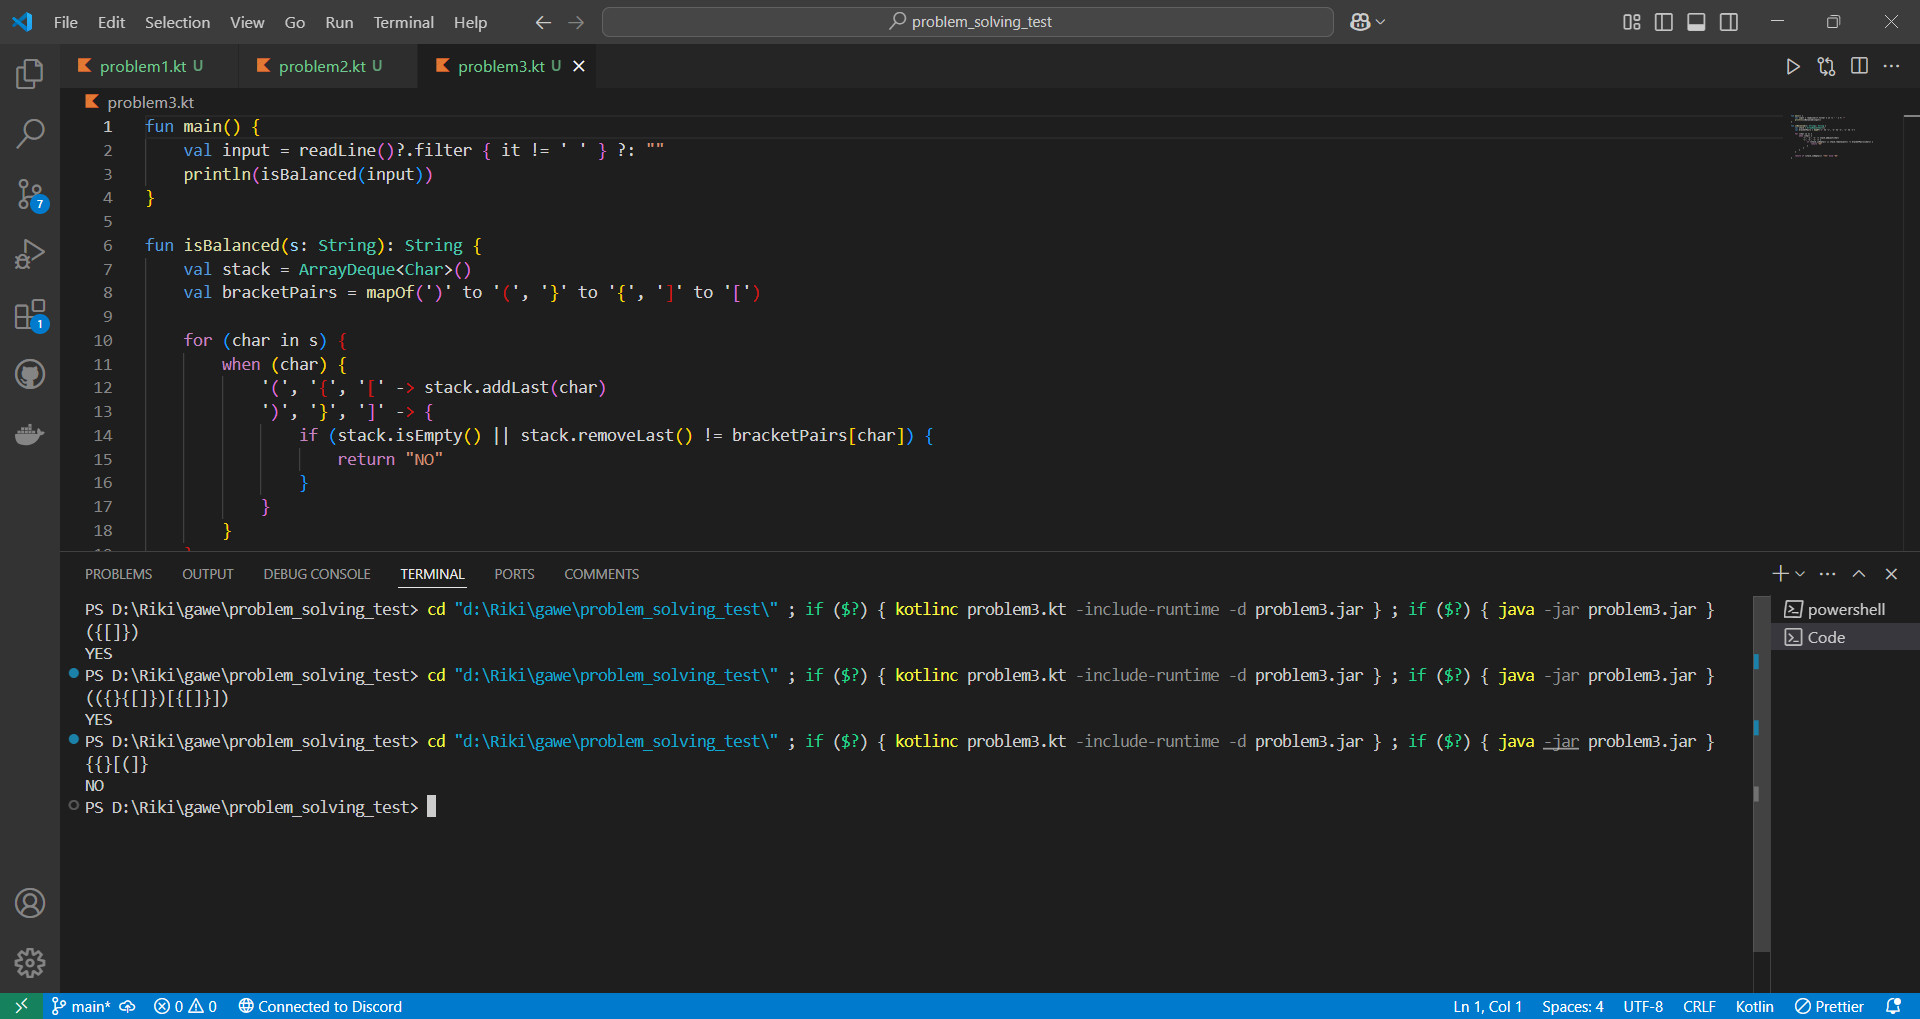 File Edit Selection View Go Run Terminal Help problem_solving_test
problem1.kt U problem2.kt U problem3.kt U
problem3.kt
1 fun main() {
2 val input = readLine()?.filter { it != ' ' } ?: ""
3 println(isBalanced(input))
4 }
5
6 fun isBalanced(s: String): String {
7 val stack = ArrayDeque<Char>()
8 val bracketPairs = mapOf(')' to '(', '}' to '{', ']' to '[')
9
10 for (char in s) {
11 when (char) {
12 '(', '{', '[' -> stack.addLast(char)
13 ')', '}', ']' -> {
14 if (stack.isEmpty() || stack.removeLast() != bracketPairs[char]) {
15 return "NO"
16 }
17 }
18 }
7
1
PROBLEMS OUTPUT DEBUG CONSOLE TERMINAL PORTS COMMENTS
PS D:\Riki\gawe\problem_solving_test> cd "d:\Riki\gawe\problem_solving_test\" ; if ($?) { kotlinc problem3.kt -include-runtime -d problem3.jar } ; if ($?) { java -jar problem3.jar }
({[]})
YES
PS D:\Riki\gawe\problem_solving_test> cd "d:\Riki\gawe\problem_solving_test\" ; if ($?) { kotlinc problem3.kt -include-runtime -d problem3.jar } ; if ($?) { java -jar problem3.jar }
(({}{[]})[{[]}])
YES
PS D:\Riki\gawe\problem_solving_test> cd "d:\Riki\gawe\problem_solving_test\" ; if ($?) { kotlinc problem3.kt -include-runtime -d problem3.jar } ; if ($?) { java -jar problem3.jar }
{{}[(]}
NO
PS D:\Riki\gawe\problem_solving_test>
powershell
Code
main* 0 0 Connected to Discord Ln 1, Col 1 Spaces: 4 UTF-8 CRLF Kotlin Prettier